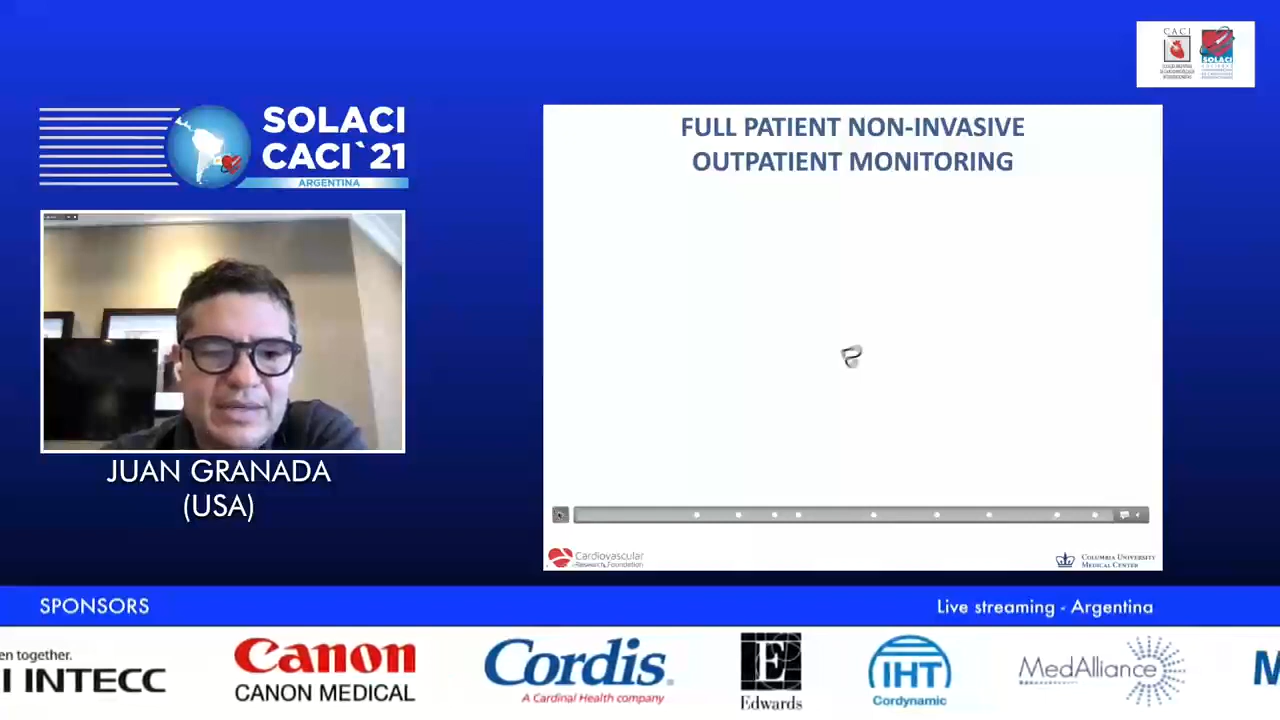 CACI
SOLACI
SOLACI
CACI`21
ARGENTINA
FULL PATIENT NON-INVASIVE
OUTPATIENT MONITORING
JUAN GRANADA
(USA)
Cardiovascular
Research Foundation
COLUMBIA UNIVERSITY
MEDICAL CENTER
SPONSORS
Live streaming - Argentina
en together.
I INTECC
Canon
CANON MEDICAL
Cordis®
A Cardinal Health company
E
Edwards
IHT
Cordynamic
MedAlliance
M